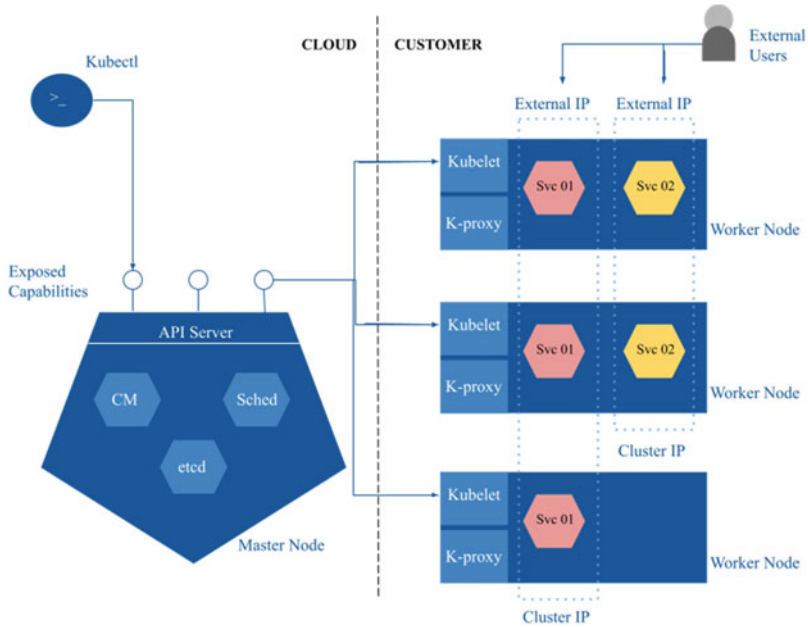 CLOUD
CUSTOMER
External
Users
Kubectl
>_
External IP
External IP
Kubelet
K-proxy
Svc 01
Svc 02
Worker Node
Exposed
Capabilities
API Server
CM
Sched
etcd
Master Node
Kubelet
K-proxy
Svc 01
Svc 02
Worker Node
Cluster IP
Kubelet
K-proxy
Svc 01
Worker Node
Cluster IP